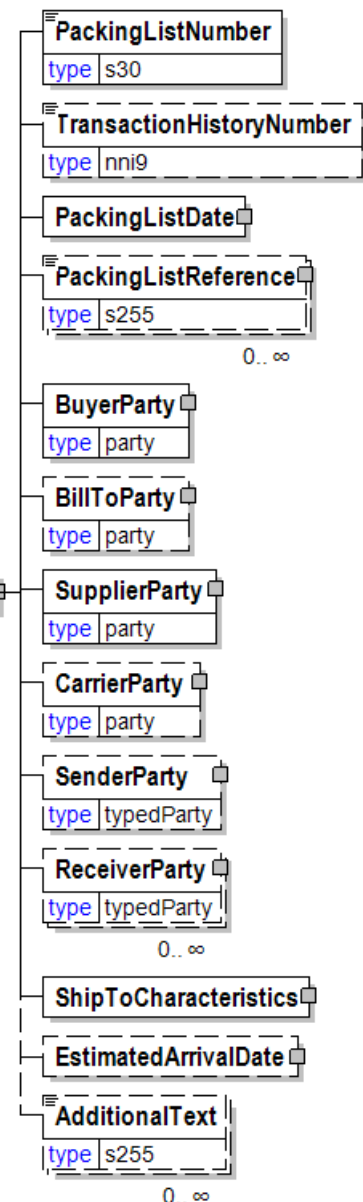 PackingListNumber
type s30
TransactionHistoryNumber
type nni9
PackingListDate
PackingListReference
type s255
0.. ∞
BuyerParty
type party
BillToParty
type party
SupplierParty
type party
CarrierParty
type party
SenderParty
type typedParty
ReceiverParty
type typedParty
0.. ∞
ShipToCharacteristics
EstimatedArrivalDate
AdditionalText
type s255
0.. ∞